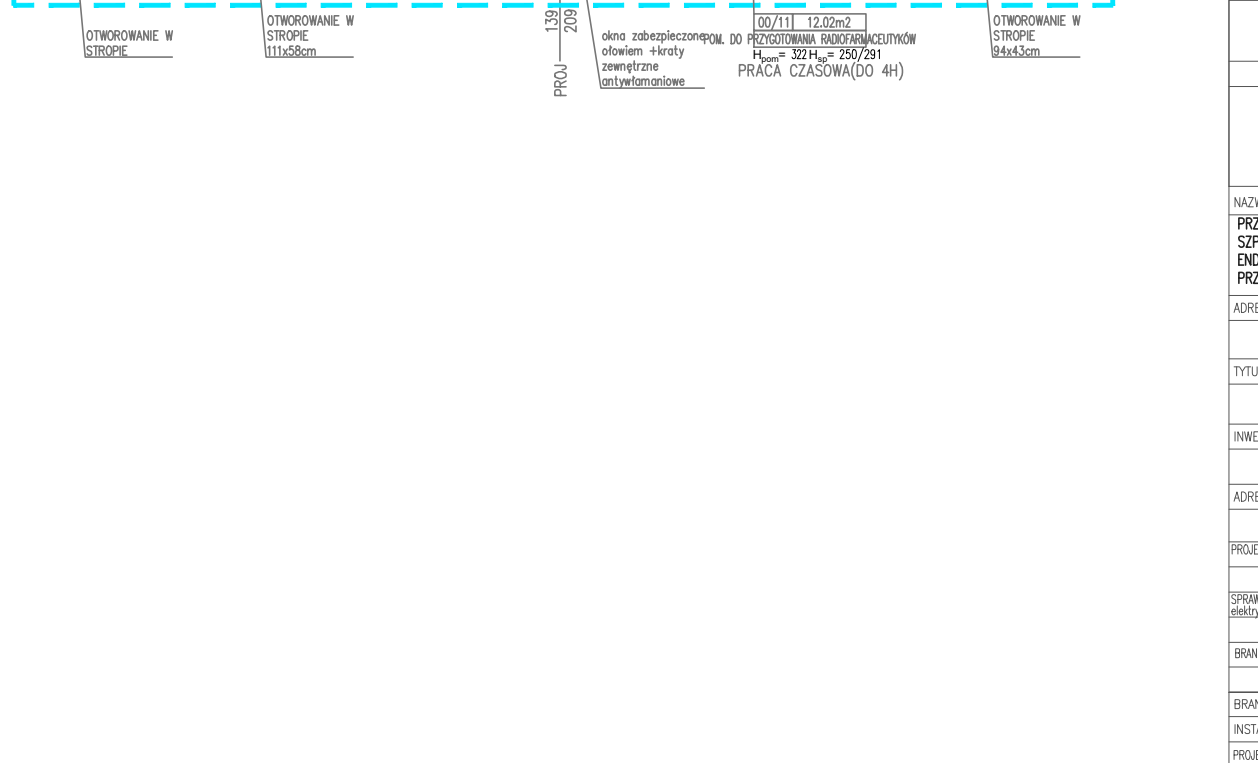 OTWOROWANIE W
STROPIE
OTWOROWANIE W
STROPIE
111x58cm
PROJ
139
209
okna zabezpieczone
ołowiem +kraty
zewnętrzne
antywłamaniowe
00/11 12.02m2
POM. DO PRZYGOTOWANIA RADIOFARMACEUTYKÓW
Hpom= 322 Hsp= 250/291
PRACA CZASOWA(DO 4H)
OTWOROWANIE W
STROPIE
94x43cm
NAZW
PRZ
SZP
END
PRZ
ADRE
TYTU
INWE
ADRE
PROJE
SPRAW
elektry
BRAN
BRAN
INSTA
PROJE